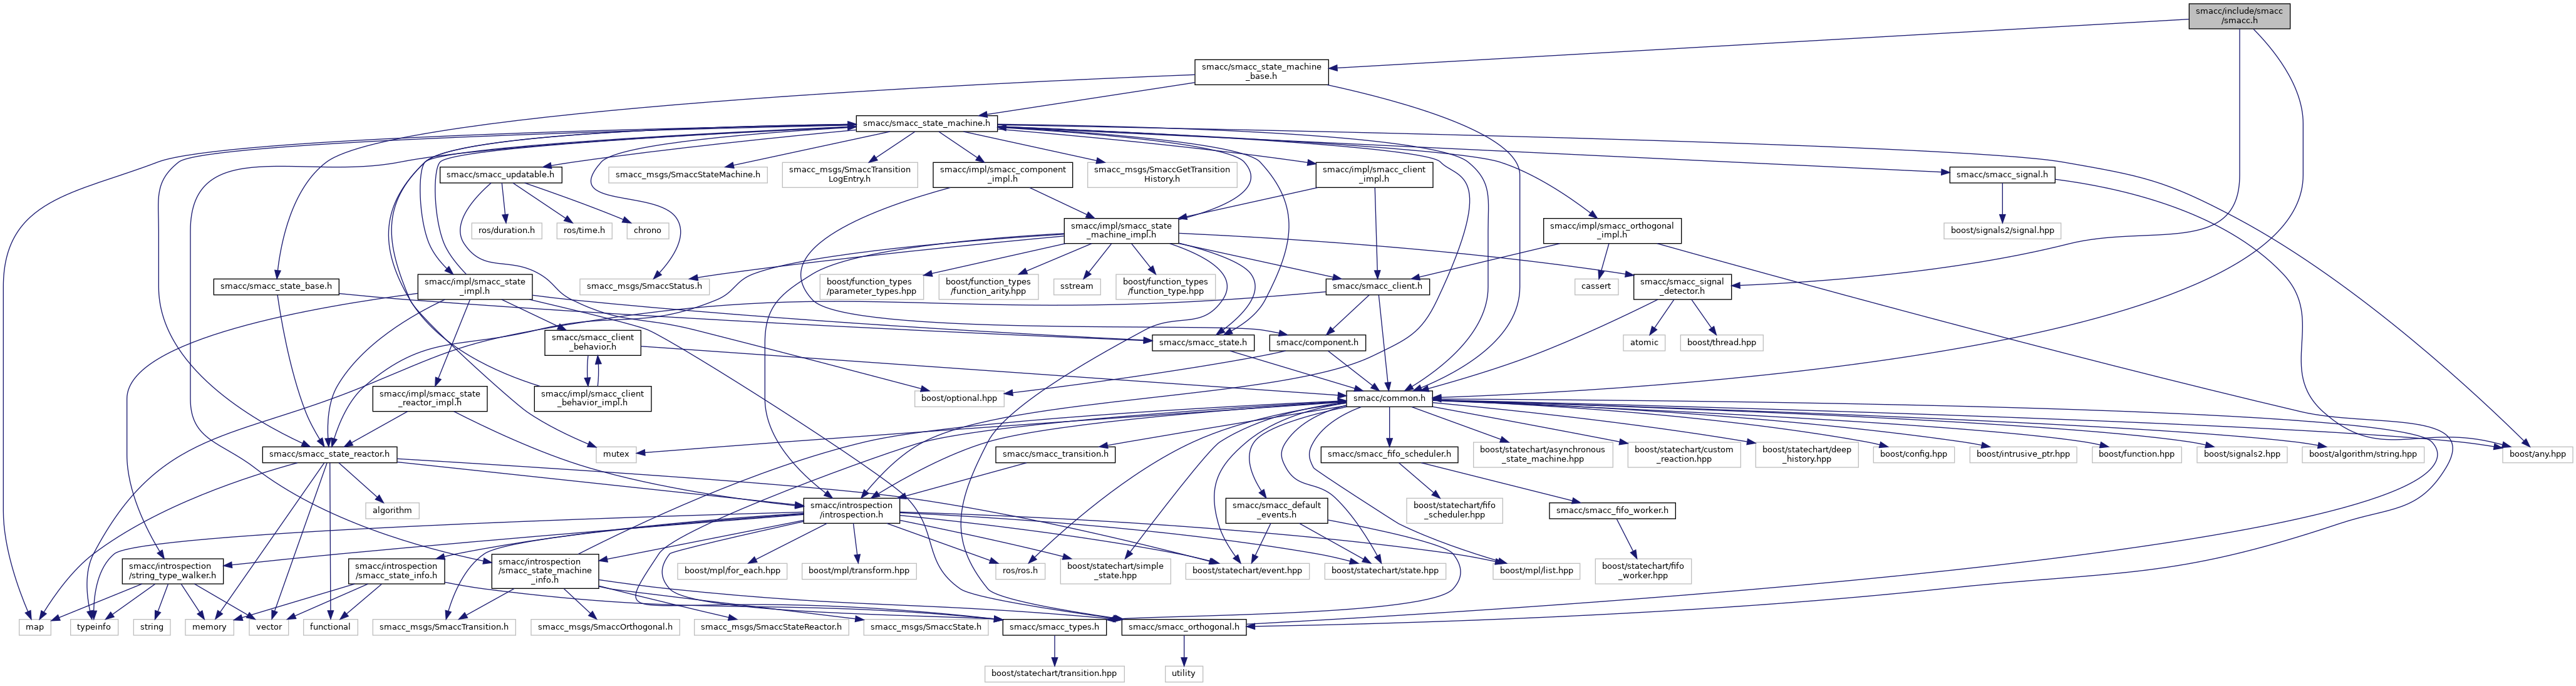 smacc/include/smacc
/smacc.h
smacc/smacc_state_machine
_base.h
smacc/smacc_state_machine.h
smacc/smacc_updatable.h
smacc_msgs/SmaccStateMachine.h
smacc_msgs/SmaccTransition
LogEntry.h
smacc/impl/smacc_component
_impl.h
smacc_msgs/SmaccGetTransition
History.h
smacc/impl/smacc_client
_impl.h
smacc/smacc_signal.h
ros/duration.h
ros/time.h
chrono
smacc/impl/smacc_state
_machine_impl.h
smacc/impl/smacc_orthogonal
_impl.h
boost/signals2/signal.hpp
smacc/smacc_state_base.h
smacc/impl/smacc_state
_impl.h
smacc_msgs/SmaccStatus.h
boost/function_types
/parameter_types.hpp
boost/function_types
/function_arity.hpp
sstream
boost/function_types
/function_type.hpp
smacc/smacc_client.h
cassert
smacc/smacc_signal
_detector.h
smacc/smacc_client
_behavior.h
smacc/smacc_state.h
smacc/component.h
atomic
boost/thread.hpp
smacc/impl/smacc_state
_reactor_impl.h
smacc/impl/smacc_client
_behavior_impl.h
boost/optional.hpp
smacc/common.h
smacc/smacc_state_reactor.h
mutex
smacc/smacc_transition.h
smacc/smacc_fifo_scheduler.h
boost/statechart/asynchronous
_state_machine.hpp
boost/statechart/custom
_reaction.hpp
boost/statechart/deep
_history.hpp
boost/config.hpp
boost/intrusive_ptr.hpp
boost/function.hpp
boost/signals2.hpp
boost/algorithm/string.hpp
boost/any.hpp
algorithm
smacc/introspection
/introspection.h
smacc/smacc_default
_events.h
boost/statechart/fifo
_scheduler.hpp
smacc/smacc_fifo_worker.h
smacc/introspection
/string_type_walker.h
smacc/introspection
/smacc_state_info.h
smacc/introspection
/smacc_state_machine
_info.h
boost/mpl/for_each.hpp
boost/mpl/transform.hpp
ros/ros.h
boost/statechart/simple
_state.hpp
boost/statechart/event.hpp
boost/statechart/state.hpp
boost/mpl/list.hpp
boost/statechart/fifo
_worker.hpp
map
typeinfo
string
memory
vector
functional
smacc_msgs/SmaccTransition.h
smacc_msgs/SmaccOrthogonal.h
smacc_msgs/SmaccStateReactor.h
smacc_msgs/SmaccState.h
smacc/smacc_types.h
smacc/smacc_orthogonal.h
boost/statechart/transition.hpp
utility